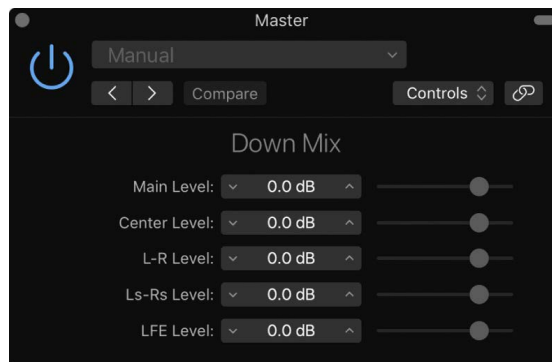 Master
Manual
Compare Controls
Down Mix
Main Level: 0.0 dB
Center Level: 0.0 dB
L-R Level: 0.0 dB
Ls-Rs Level: 0.0 dB
LFE Level: 0.0 dB